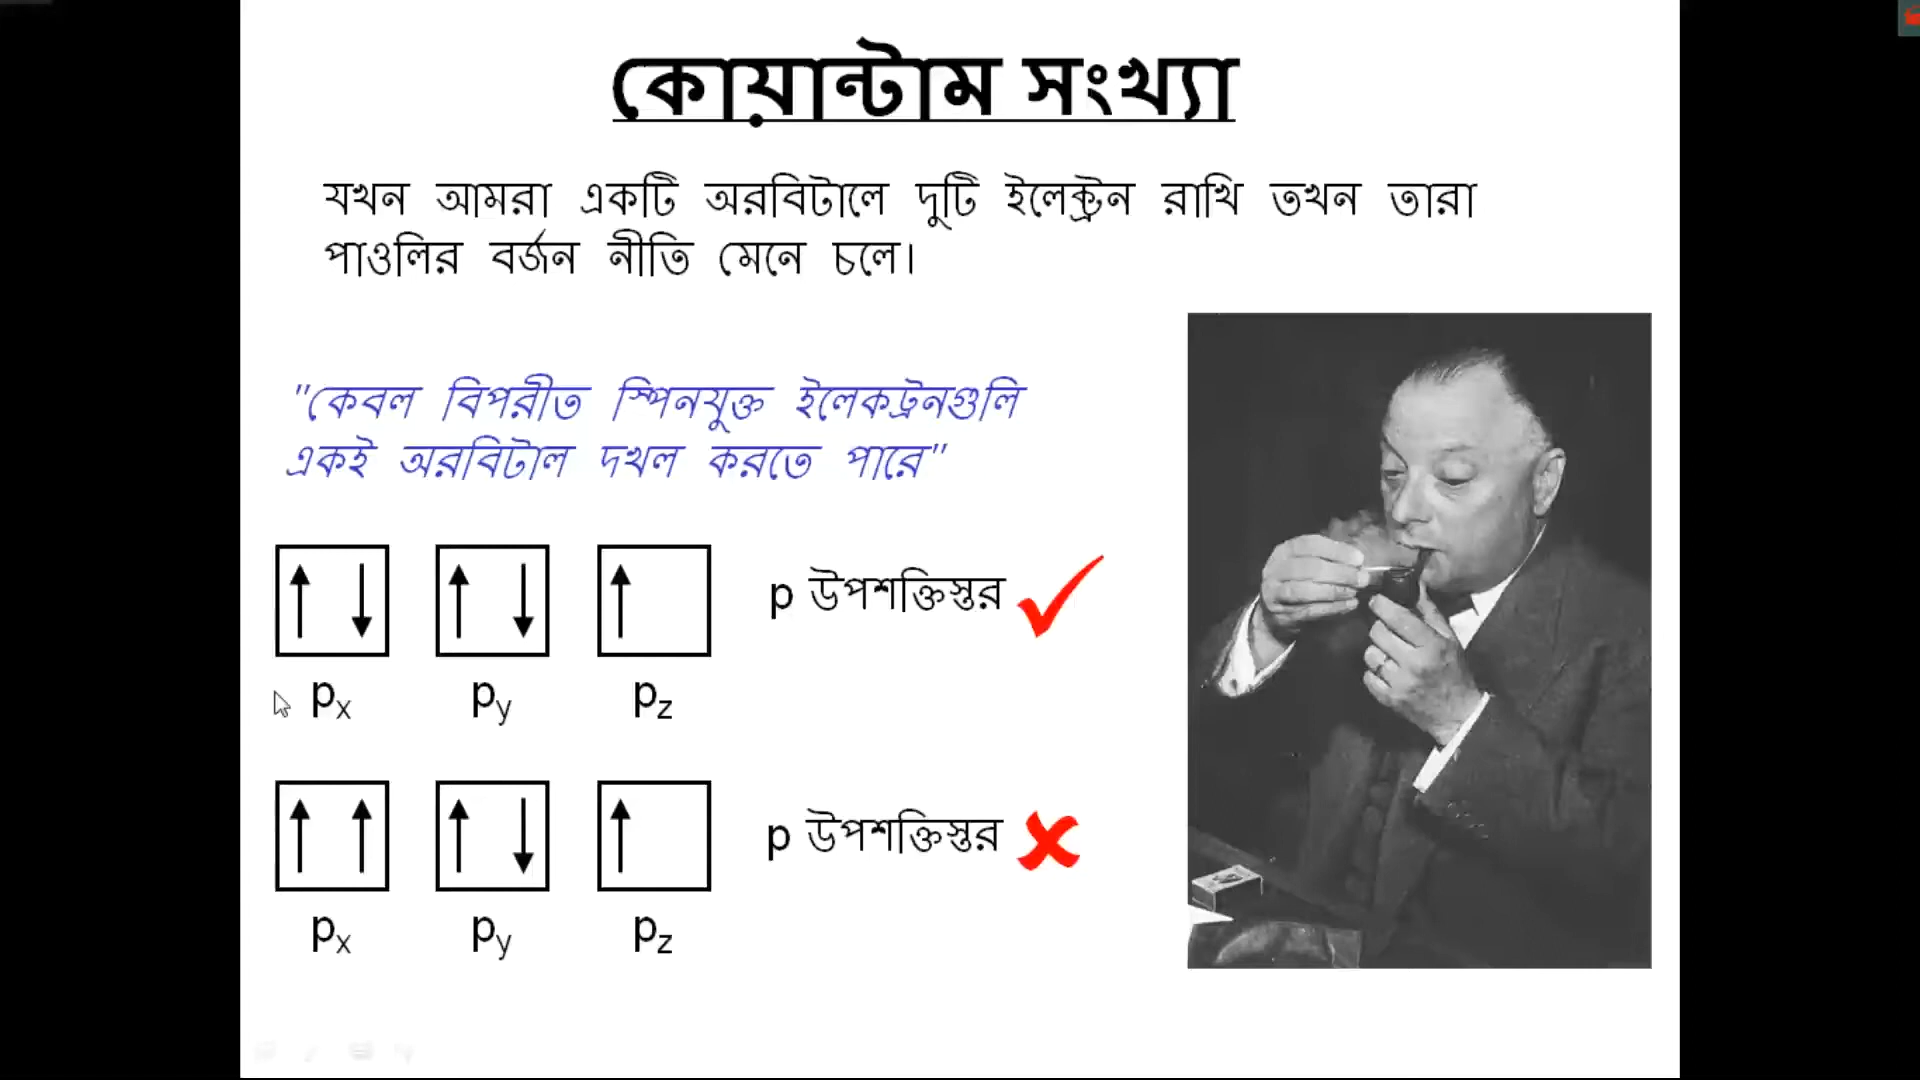 কোয়ান্টাম সংখ্যা
যখন আমরা একটি অরবিটালে দুটি ইলেক্ট্রন রাখি তখন তারা
পাওলির বর্জন নীতি মেনে চলে।
"কেবল বিপরীত স্পিনযুক্ত ইলেকট্রনগুলি
একই অরবিটাল দখল করতে পারে"
p উপশক্তিস্তর
px py pz
p উপশক্তিস্তর
px py pz